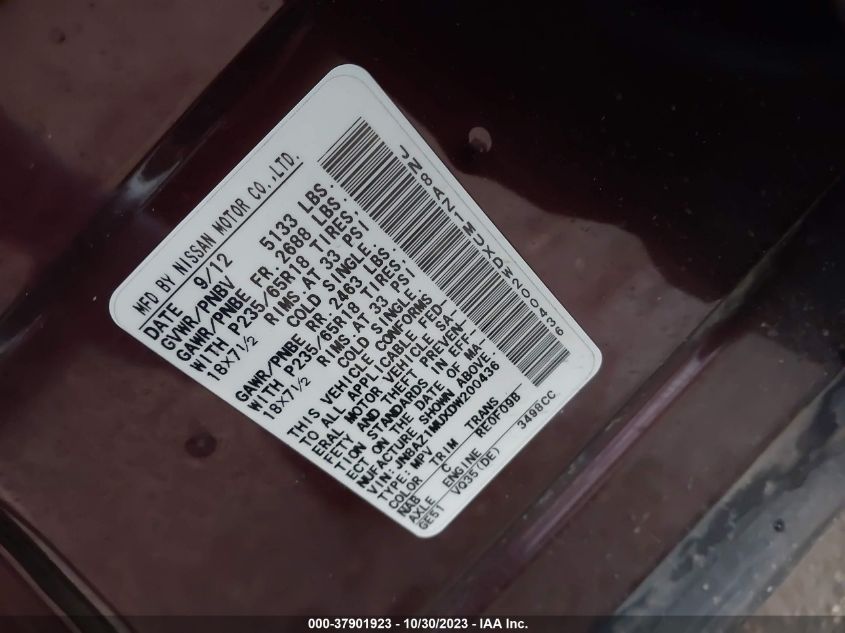 MFD BY NISSAN MOTOR CO.,LTD.
DATE 9/12
GVWR/PNBV 5133 LBS.
GAWR/PNBE FR. 2688 LBS.
WITH P235/65R18 TIRES,
18X7½ RIMS AT 33 PSI
COLD SINGLE.
GAWR/PNBE RR. 2463 LBS.
WITH P235/65R18 TIRES,
18X7½ RIMS AT 33 PSI
COLD SINGLE.
THIS VEHICLE CONFORMS
TO ALL APPLICABLE FED-
ERAL MOTOR VEHICLE SA-
FETY AND THEFT PREVEN-
TION STANDARDS IN EFF-
ECT ON THE DATE OF MA-
NUFACTURE SHOWN ABOVE.
VIN: JN8AZ1MUXDW200436
TYPE: MPV
COLOR TRIM TRANS
NAB C RE0F09B
AXLE ENGINE
GE51 VQ35(DE) 3498CC
JN8AZ1MUXDW200436
000-37901923 - 10/30/2023 - IAA Inc.